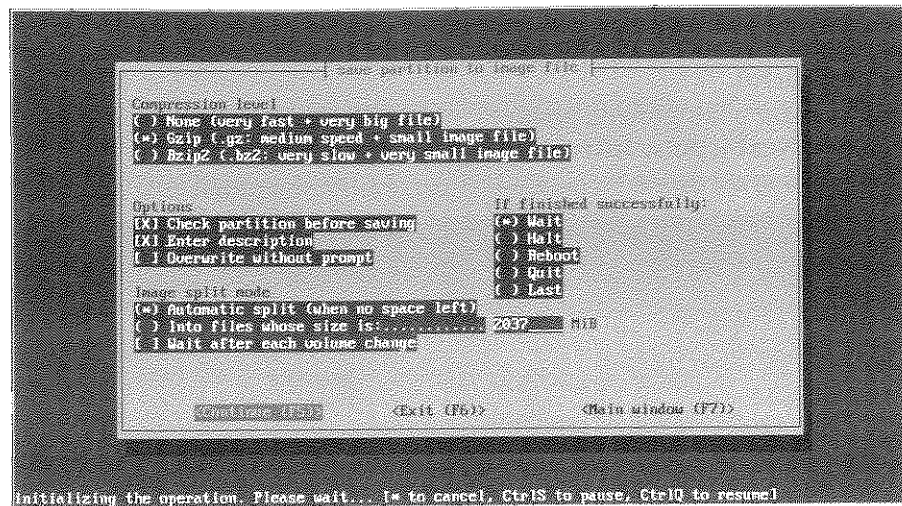 save partition to image file
Compression level
( ) None (very fast + very big file)
(*) Gzip (.gz: medium speed + small image file)
( ) Bzip2 (.bz2: very slow + very small image file)
Options
[X] Check partition before saving
[X] Enter description
[ ] Overwrite without prompt
If finished successfully:
(*) Wait
( ) Halt
( ) Reboot
( ) Quit
( ) Last
Image split mode
(*) Automatic split (when no space left)
( ) Into files whose size is:............ 2037 MiB
[ ] Wait after each volume change
<Continue (F5)> <Exit (F6)> <Main window (F7)>
initializing the operation. Please wait... [* to cancel, CtrlS to pause, CtrlQ to resume]